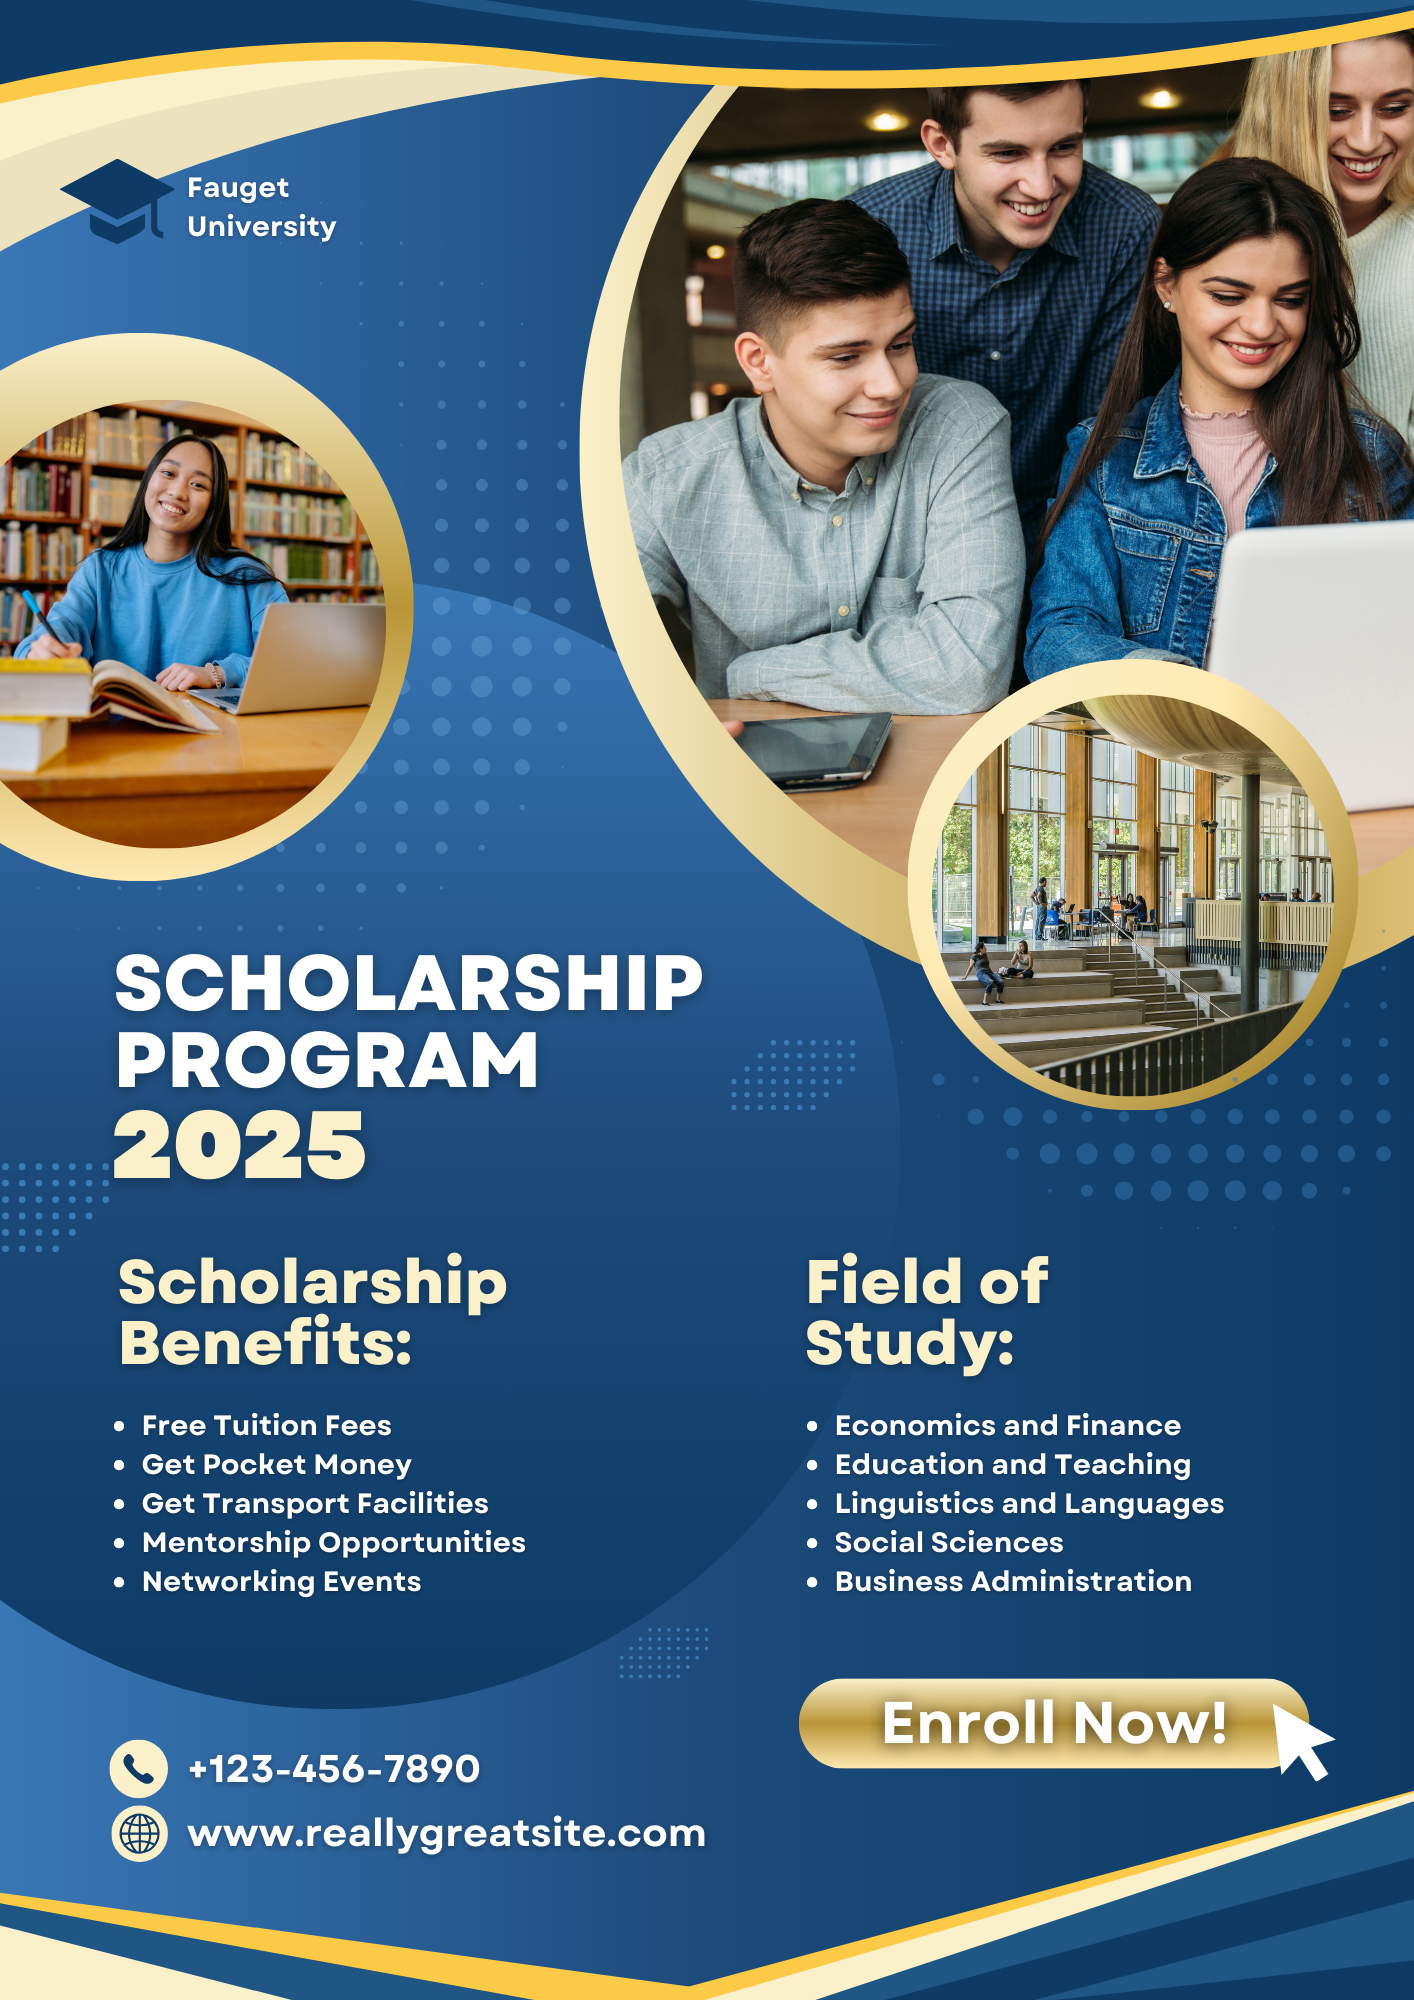 Fauget
University
SCHOLARSHIP
PROGRAM
2025
Scholarship
Benefits:
• Free Tuition Fees
• Get Pocket Money
• Get Transport Facilities
• Mentorship Opportunities
• Networking Events
Field of
Study:
• Economics and Finance
• Education and Teaching
• Linguistics and Languages
• Social Sciences
• Business Administration
Enroll Now!
+123-456-7890
www.reallygreatsite.com